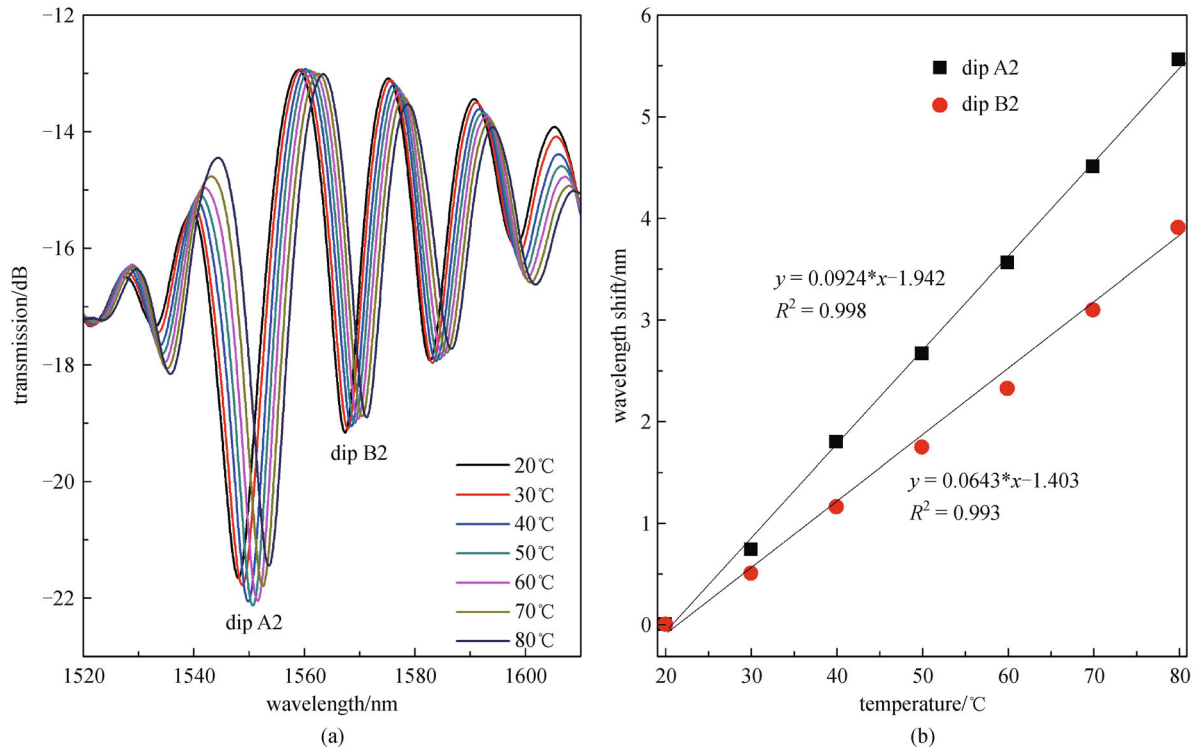 −12
−14
−16
−18
−20
−22
transmission/dB
dip B2
dip A2
20℃
30℃
40℃
50℃
60℃
70℃
80℃
1520
1540
1560
1580
1600
wavelength/nm
(a)
6
5
4
3
2
1
0
wavelength shift/nm
dip A2
dip B2
y = 0.0924*x−1.942
R² = 0.998
y = 0.0643*x−1.403
R² = 0.993
20
30
40
50
60
70
80
temperature/℃
(b)